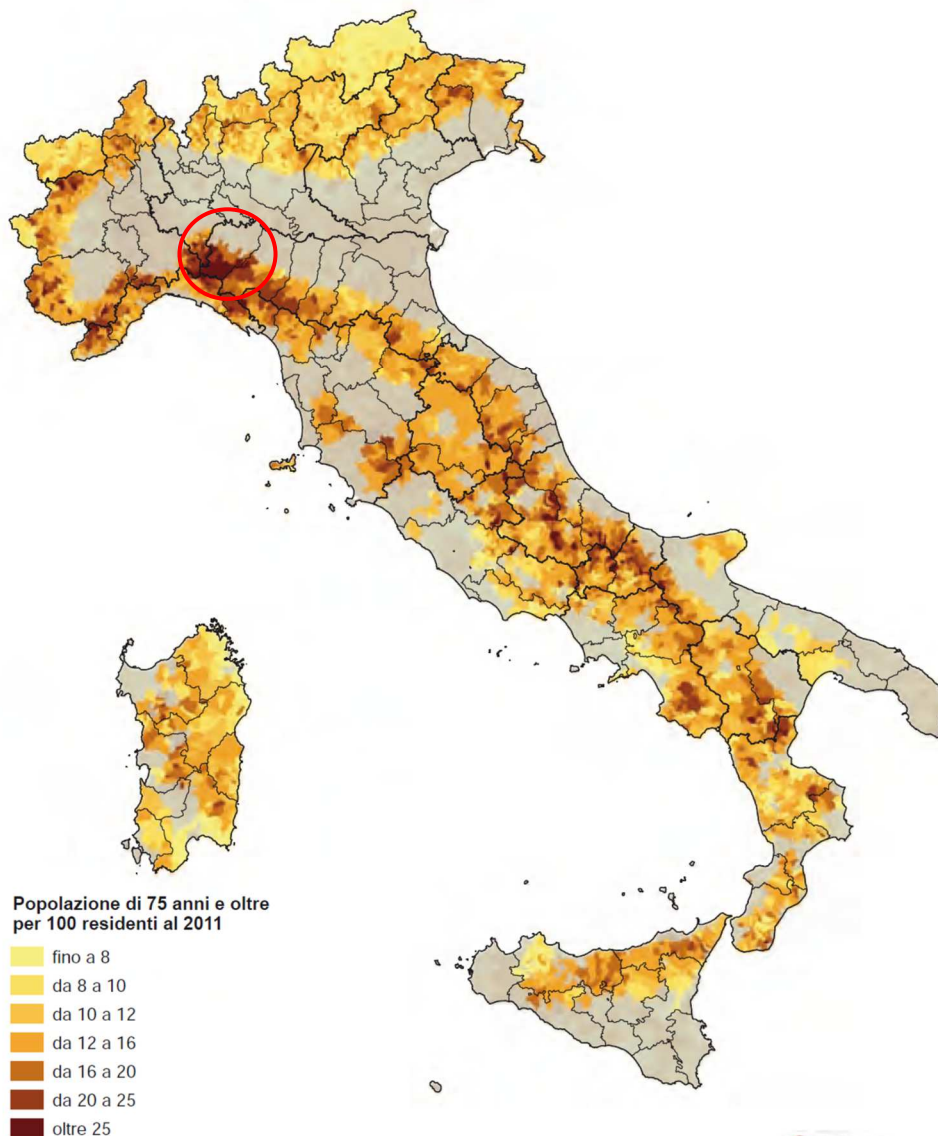 Popolazione di 75 anni e oltre
per 100 residenti al 2011
fino a 8
da 8 a 10
da 10 a 12
da 12 a 16
da 16 a 20
da 20 a 25
oltre 25